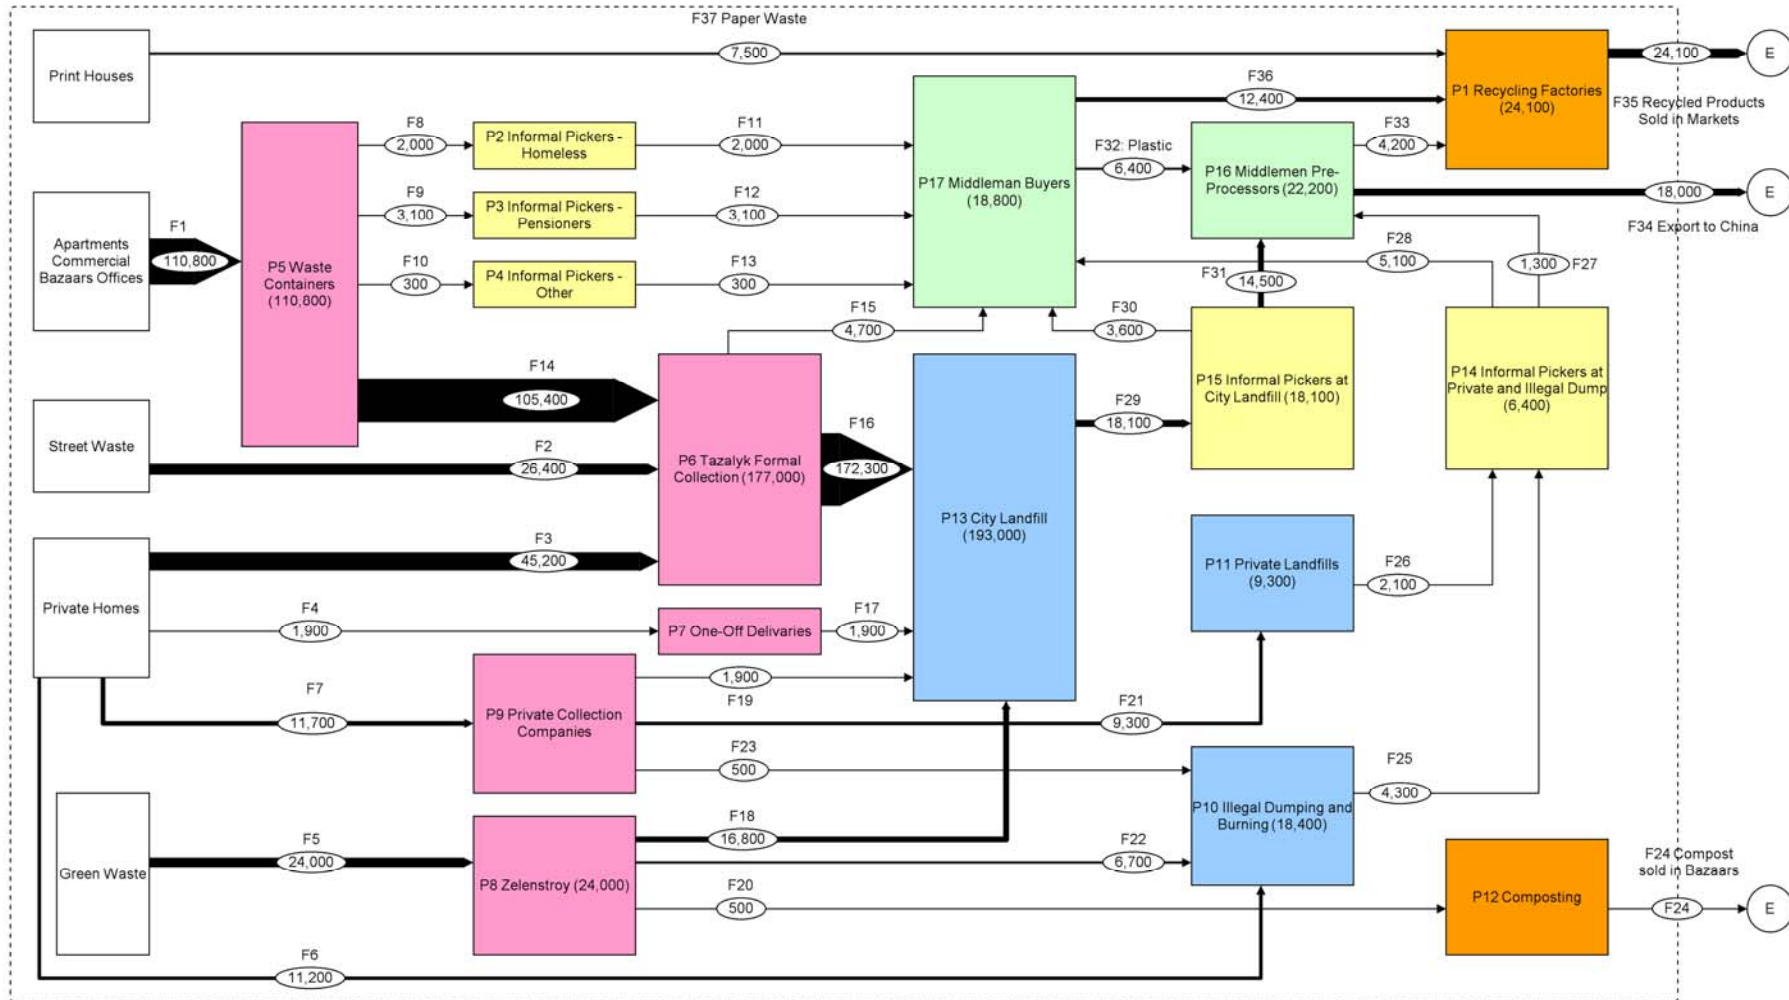 F37 Paper Waste
7,500
Print Houses
P1 Recycling Factories
(24,100)
24,100
E
F35 Recycled Products
Sold in Markets
F36
12,400
F8
2,000
P2 Informal Pickers -
Homeless
F11
2,000
F32: Plastic
6,400
P16 Middlemen Pre-
Processors (22,200)
F33
4,200
P17 Middleman Buyers
(18,800)
18,000
E
F34 Export to China
Apartments
Commercial
Bazaars Offices
F1
110,800
P5 Waste
Containers
(110,800)
F9
3,100
P3 Informal Pickers -
Pensioners
F12
3,100
F10
300
P4 Informal Pickers -
Other
F13
300
F28
5,100
1,300
F27
F31
14,500
F15
4,700
F30
3,600
F14
105,400
P15 Informal Pickers at
City Landfill (18,100)
P14 Informal Pickers at
Private and Illegal Dump
(6,400)
Street Waste
F2
26,400
P6 Tazalyk Formal
Collection (177,000)
F16
172,300
F29
18,100
P13 City Landfill
(193,000)
F3
45,200
Private Homes
P11 Private Landfills
(9,300)
F26
2,100
F4
1,900
P7 One-Off Delivaries
F17
1,900
1,900
F19
F7
11,700
P9 Private Collection
Companies
F21
9,300
F23
500
F25
4,300
P10 Illegal Dumping and
Burning (18,400)
F18
16,800
Green Waste
F5
24,000
P8 Zelenstroy (24,000)
F22
6,700
F20
500
P12 Composting
F24 Compost
sold in Bazaars
F24
E
F6
11,200